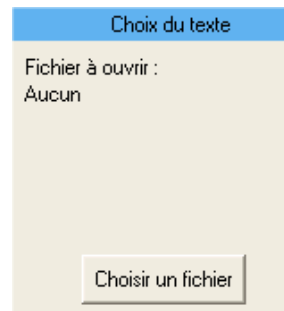 Choix du texte
Fichier à ouvrir :
Aucun
Choisir un fichier